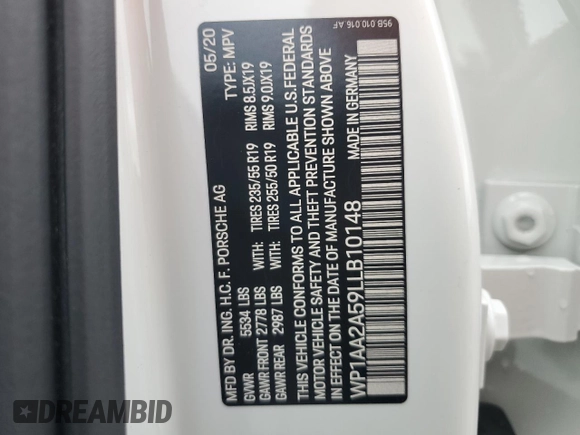 MFD BY DR. ING. H.C. F. PORSCHE AG 05/20
GVWR 5534 LBS TYPE: MPV
GAWR FRONT 2778 LBS TIRES 235/55 R19 RIMS 8.5JX19
GAWR REAR 2987 LBS TIRES 255/50 R19 RIMS 9.0JX19
THIS VEHICLE CONFORMS TO ALL APPLICABLE U.S. FEDERAL
MOTOR VEHICLE SAFETY AND THEFT PREVENTION STANDARDS
IN EFFECT ON THE DATE OF MANUFACTURE SHOWN ABOVE
WP1AA2A59LLB10148 MADE IN GERMANY
95B.010.016.AF
DREAMBID